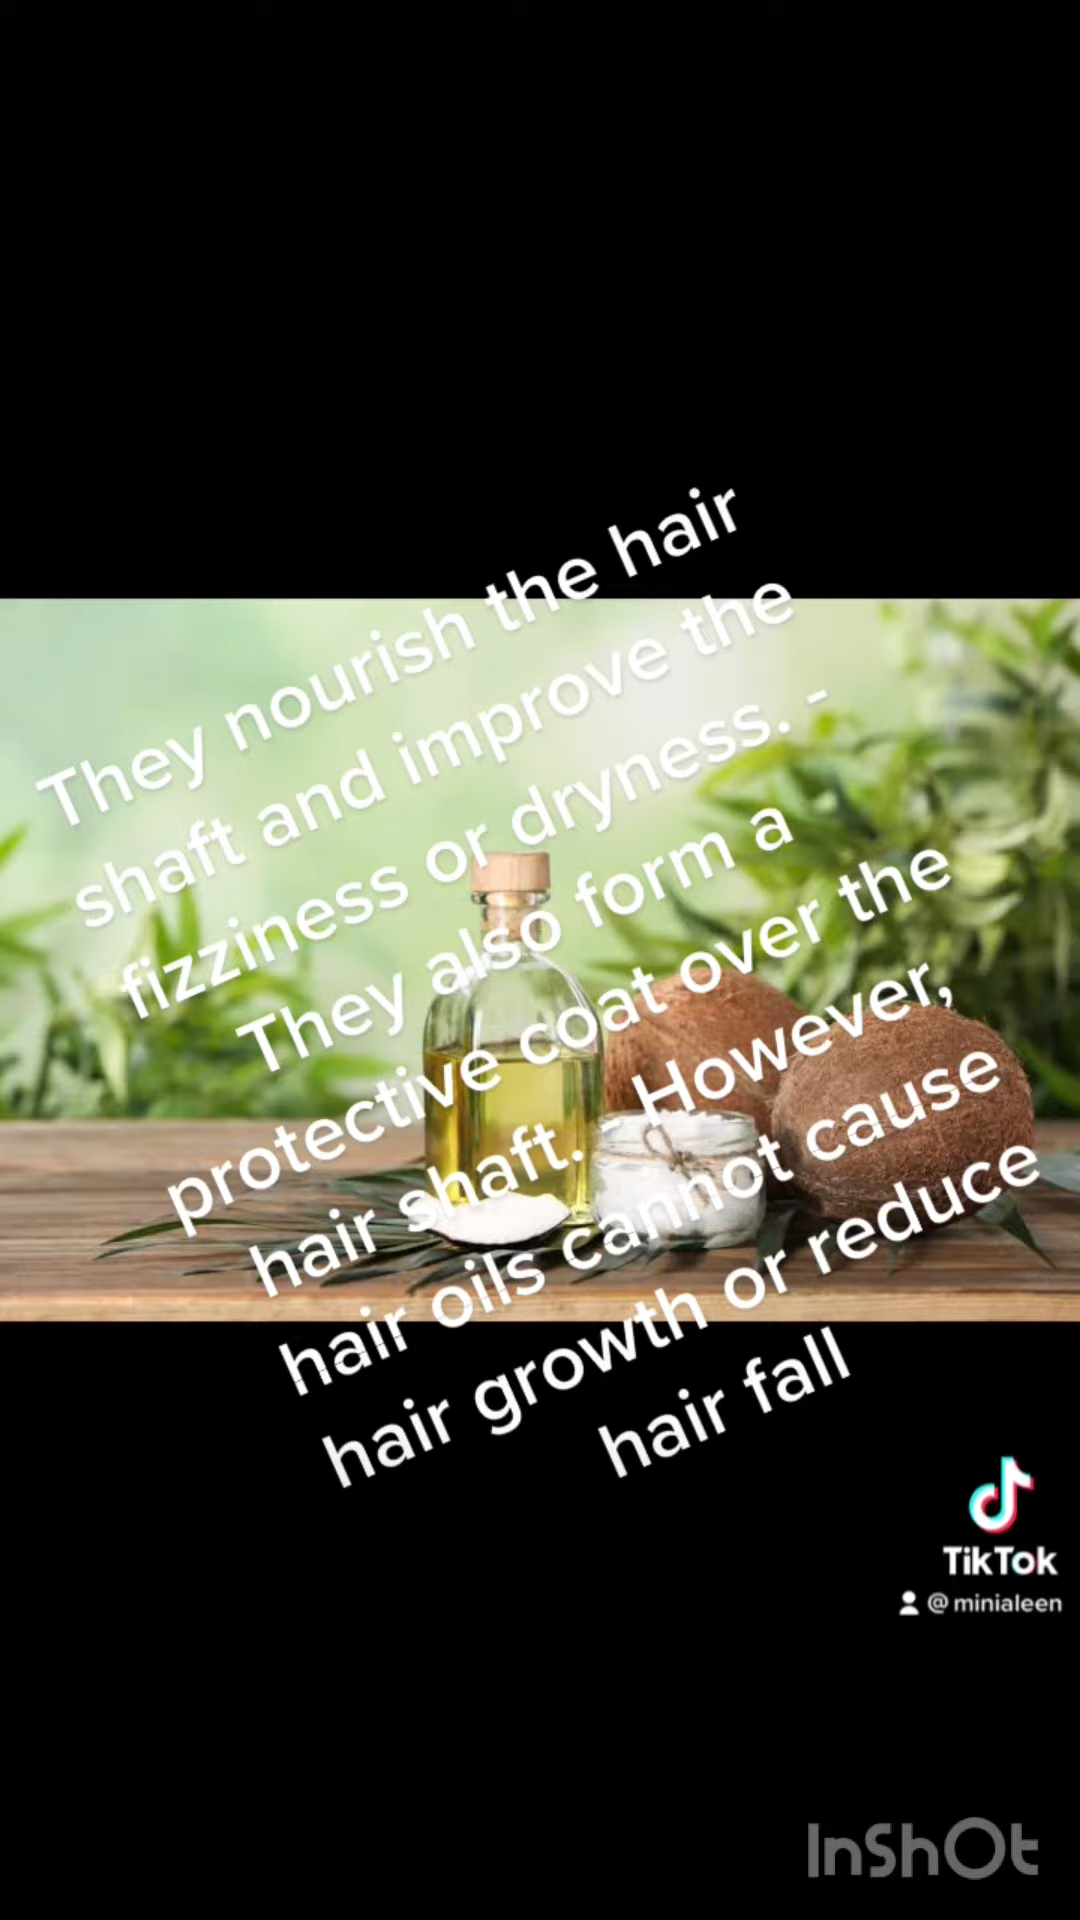 They nourish the hair
shaft and improve the
fizziness or dryness. -
They also form a
protective coat over the
hair shaft. - However,
hair oils cannot cause
hair growth or reduce
hair fall
TikTok
@minialeen
InShOt